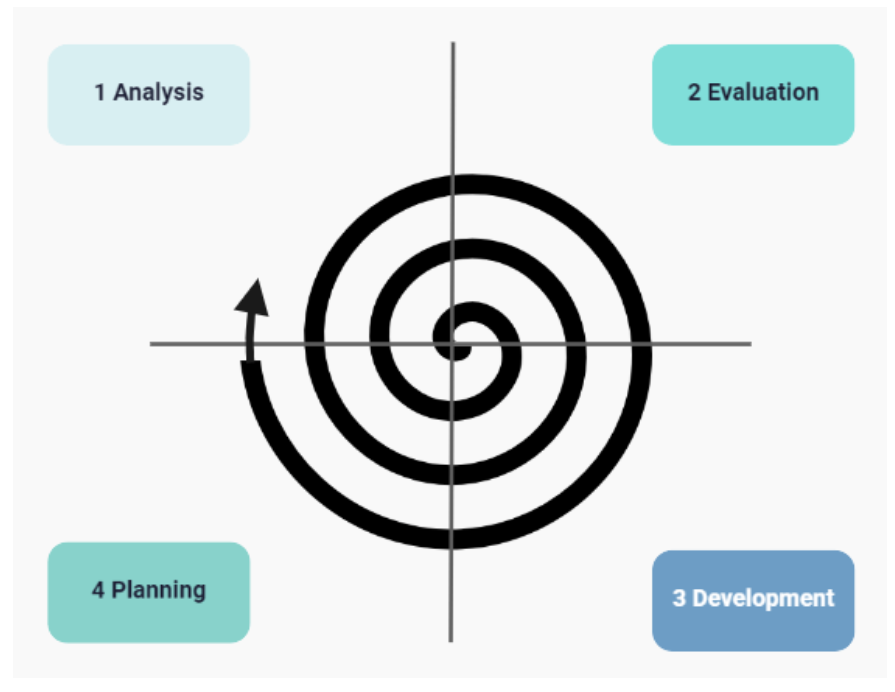 1 Analysis
2 Evaluation
4 Planning
3 Development